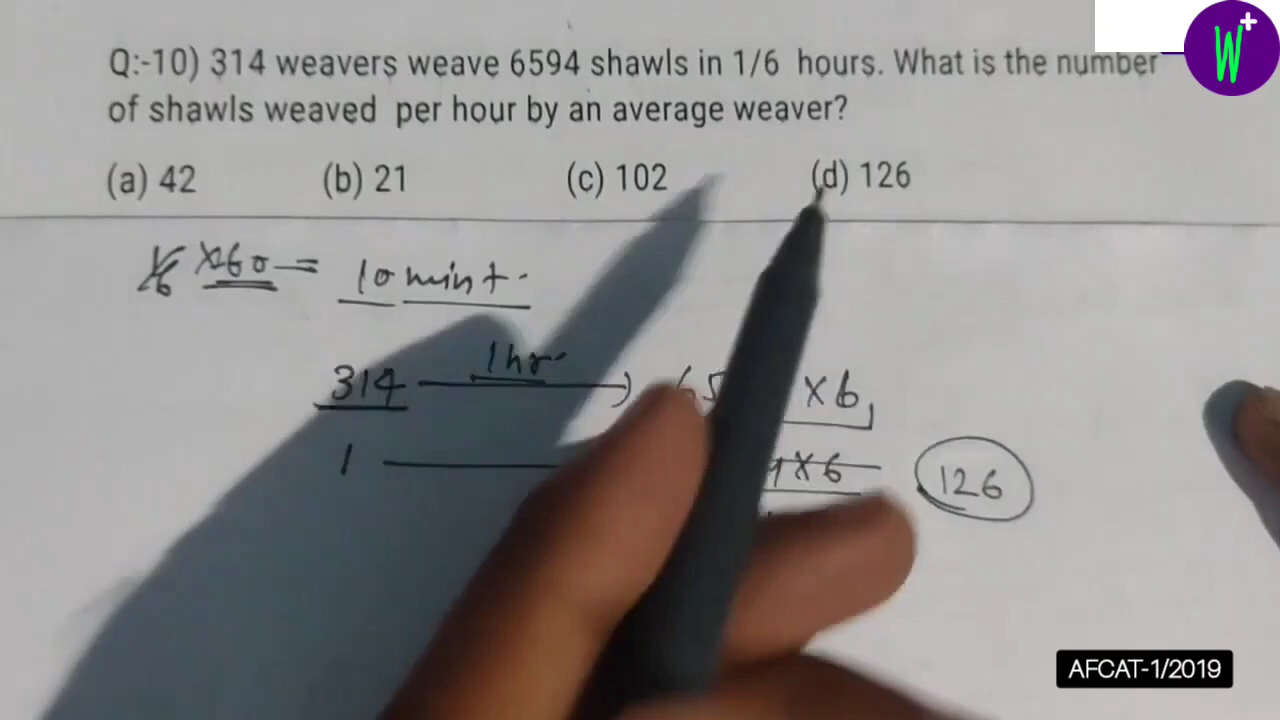 W+
Q:-10) 314 weavers weave 6594 shawls in 1/6 hours. What is the number
of shawls weaved per hour by an average weaver?
(a) 42 (b) 21 (c) 102 (d) 126
1/6 ×60 = 10 mint.
314 1hr. 65 ×6
1 ×6 126
AFCAT-1/2019